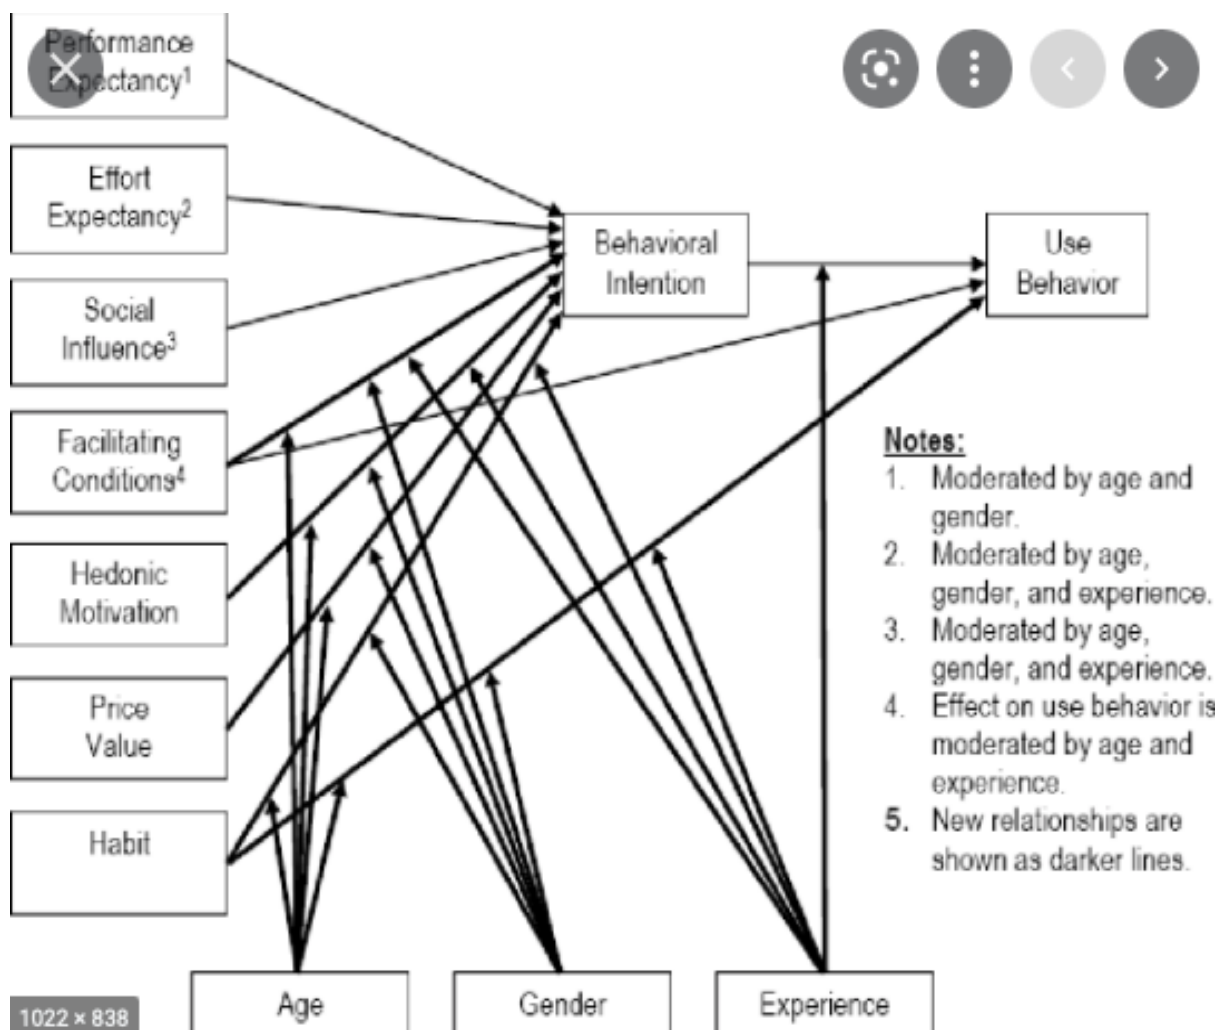 Performance
Expectancy1
Effort
Expectancy2
Social
Influence3
Facilitating
Conditions4
Hedonic
Motivation
Price
Value
Habit
Behavioral
Intention
Use
Behavior
Notes:
1. Moderated by age and
gender.
2. Moderated by age,
gender, and experience.
3. Moderated by age,
gender, and experience.
4. Effect on use behavior is
moderated by age and
experience.
5. New relationships are
shown as darker lines.
Age
Gender
Experience
1022 × 838